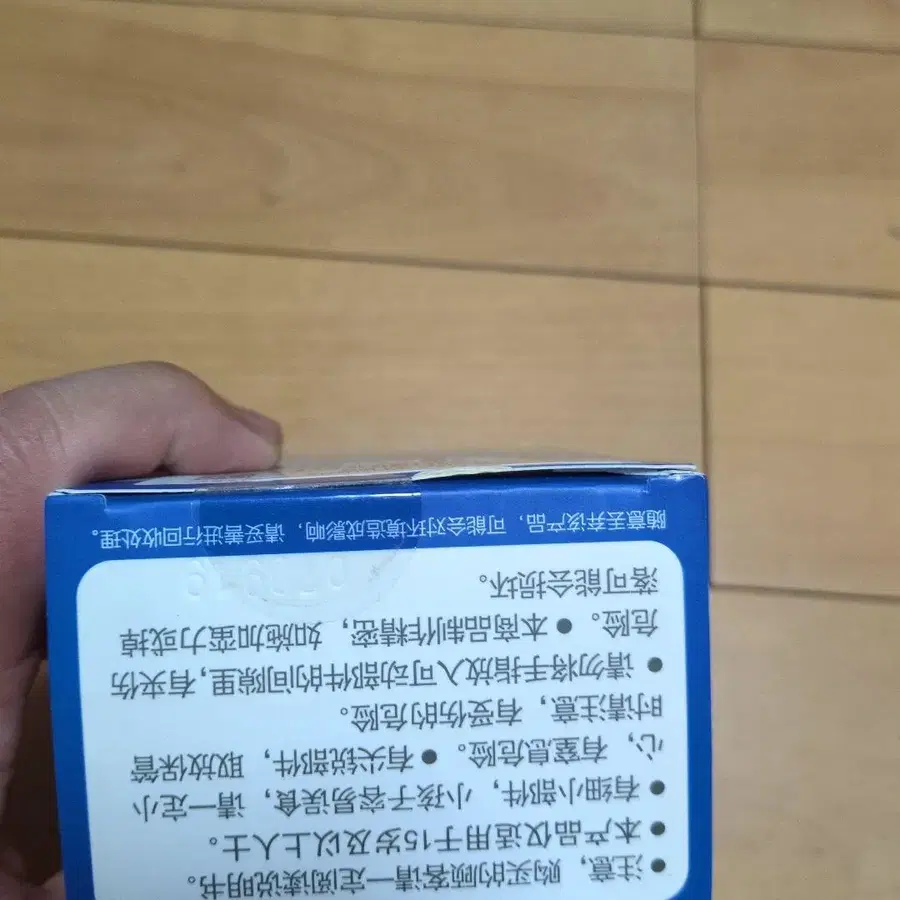 ●注意，购买的顾客请一定阅读说明书。
●本产品仅适用于15岁及以上人士。
●有细小部件，小孩子容易误食，请一定小
心，有窒息危险。●有尖锐部件，取放保管
时请注意，有受伤的危险。
●请勿将手指放入可动部件的间隙里,有夹伤
危险。●本商品制作精密，如施加蛮力或掉
落可能会损坏。
随意丢弃该产品，可能会对环境造成影响，请妥善进行回收处理。